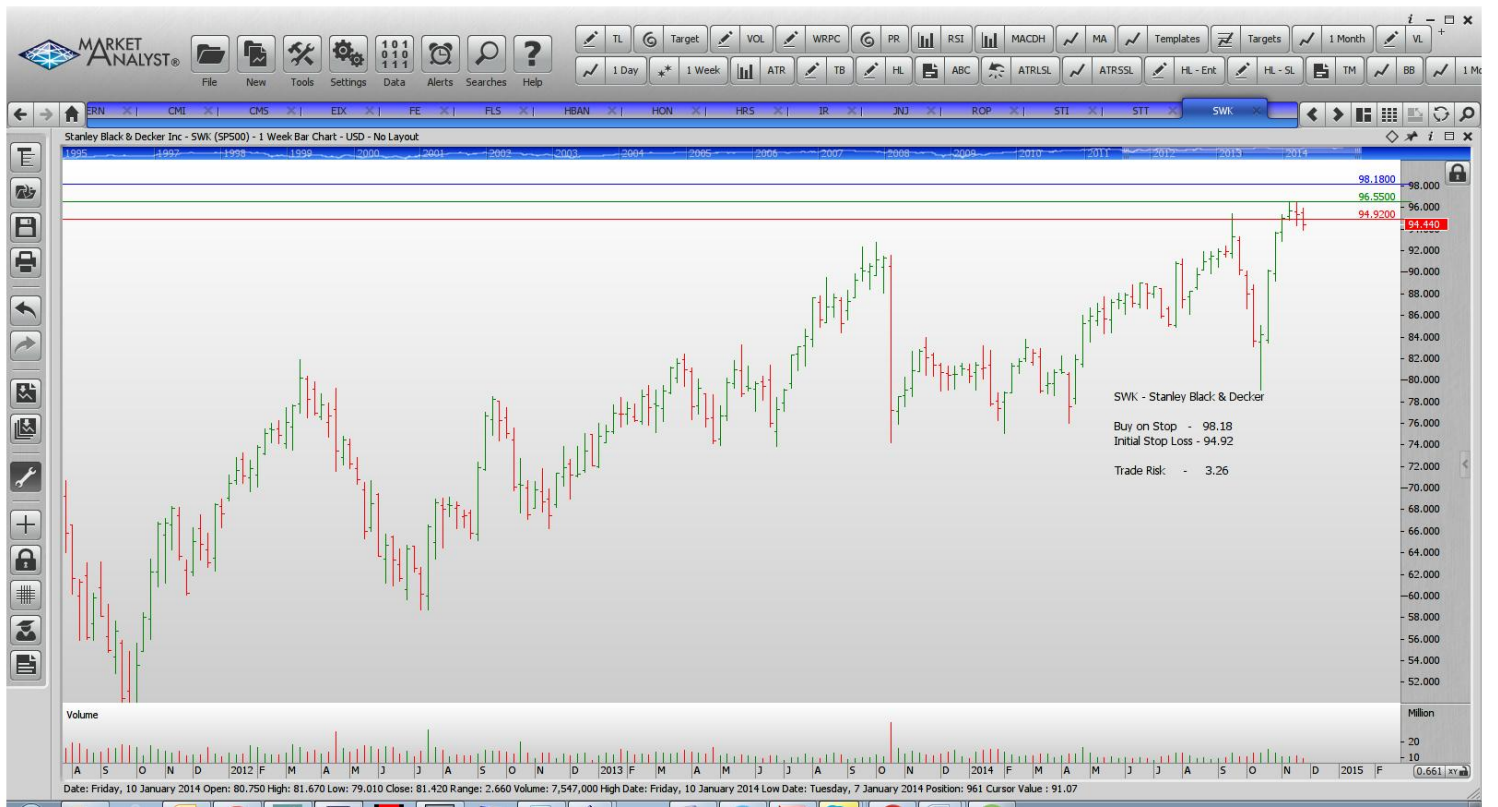 i
MARKET
ANALYST®
File New Tools Settings Data Alerts Searches Help
TL Target VOL WRPC PR RSI MACDH MA Templates Targets 1 Month VL
1 Day 1 Week ATR TB HL ABC ATRLSL ATRSSL HL - Ent HL - SL TM BB 1 Mo
ERN CMI CMS EIX FE FLS HBAN HON HRS IR JNJ ROP STI STT SWK
Stanley Black & Decker Inc - SWK (SP500) - 1 Week Bar Chart - USD - No Layout
1995 1997 1998 1999 2000 2001 2002 2003 2004 2005 2006 2007 2008 2009 2010 2011 2012 2013 2014
98.1800
98.000
96.5500
96.000
94.9200
94.440
92.000
90.000
88.000
86.000
84.000
82.000
80.000
78.000
76.000
74.000
72.000
70.000
68.000
66.000
64.000
62.000
60.000
58.000
56.000
54.000
52.000
SWK - Stanley Black & Decker
Buy on Stop - 98.18
Initial Stop Loss - 94.92
Trade Risk - 3.26
Volume
Million
20
10
A S O N D 2012 F M A M J J A S O N D 2013 F M A M J J A S O N D 2014 F M A M J J A S O N D 2015 F
0.661 XY
Date: Friday, 10 January 2014 Open: 80.750 High: 81.670 Low: 79.010 Close: 81.420 Range: 2.660 Volume: 7,547,000 High Date: Friday, 10 January 2014 Low Date: Tuesday, 7 January 2014 Position: 961 Cursor Value : 91.07